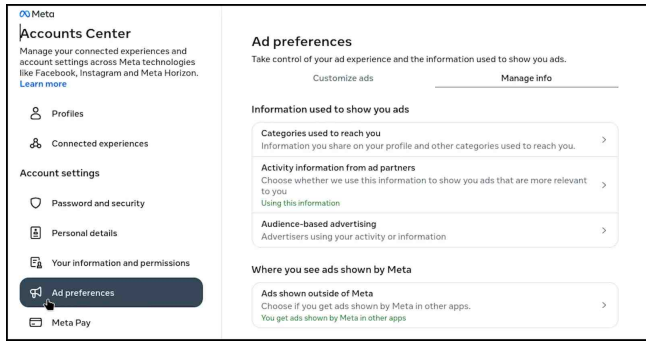 Meta
Accounts Center
Manage your connected experiences and
account settings across Meta technologies
like Facebook, Instagram and Meta Horizon.
Learn more
Profiles
Connected experiences
Account settings
Password and security
Personal details
Your information and permissions
Ad preferences
Meta Pay
Ad preferences
Take control of your ad experience and the information used to show you ads.
Customize ads
Manage info
Information used to show you ads
Categories used to reach you
Information you share on your profile and other categories used to reach you.
Activity information from ad partners
Choose whether we use this information to show you ads that are more relevant
to you
Using this information
Audience-based advertising
Advertisers using your activity or information
Where you see ads shown by Meta
Ads shown outside of Meta
Choose if you get ads shown by Meta in other apps.
You get ads shown by Meta in other apps